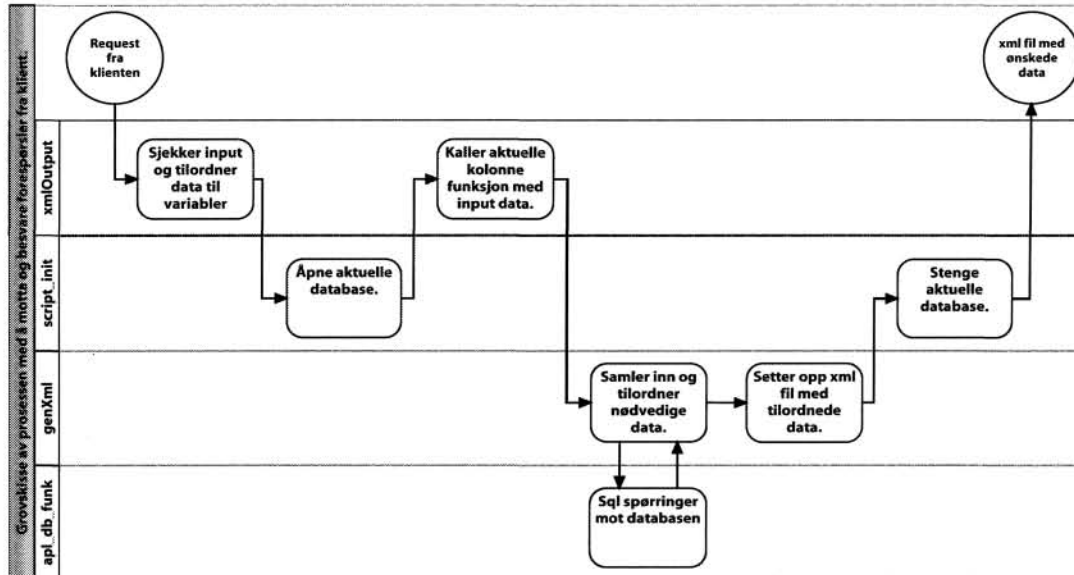 Grovskisse av prosessen med å motta og besvare forespørsler fra klient.
Request
fra
klienten
xml fil med
ønskede
data
xmlOutput
Sjekker input
og tilordner
data til
variabler
Kaller aktuelle
kolonne
funksjon med
input data.
script_init
Åpne aktuelle
database.
Stenge
aktuelle
database.
genXml
Samler inn og
tilordner
nødvedige
data.
Setter opp xml
fil med
tilordnede
data.
apl_db_funk
Sql spørringer
mot databasen